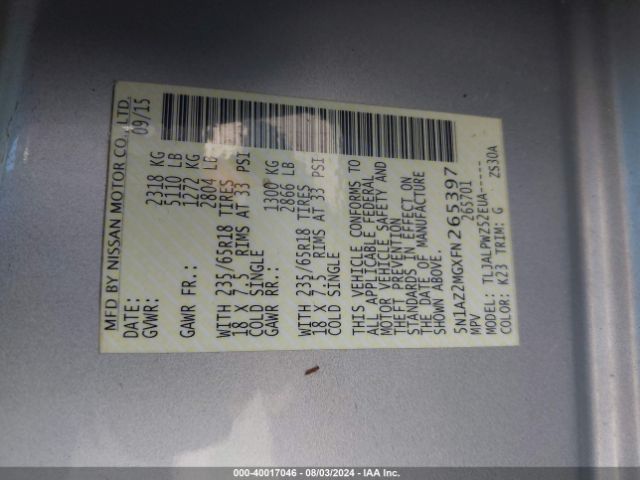 MFD BY NISSAN MOTOR CO., LTD.
DATE: 09/15
GVWR: 2318 KG
5110 LB
GAWR FR.: 1272 KG
2804 LB
WITH 235/65R18 TIRES
18 X 7.5 RIMS AT 33 PSI
COLD SINGLE
GAWR RR.: 1300 KG
2866 LB
WITH 235/65R18 TIRES
18 X 7.5 RIMS AT 33 PSI
COLD SINGLE
THIS VEHICLE CONFORMS TO
ALL APPLICABLE FEDERAL
MOTOR VEHICLE SAFETY AND
THEFT PREVENTION
STANDARDS IN EFFECT ON
THE DATE OF MANUFACTURE
SHOWN ABOVE.
5N1AZ2MGXFN265397
MPV 265701
MODEL: TLJALPWZ52EUA-----
COLOR: K23 TRIM: G ZS30A
000-40017046 - 08/03/2024 - IAA Inc.